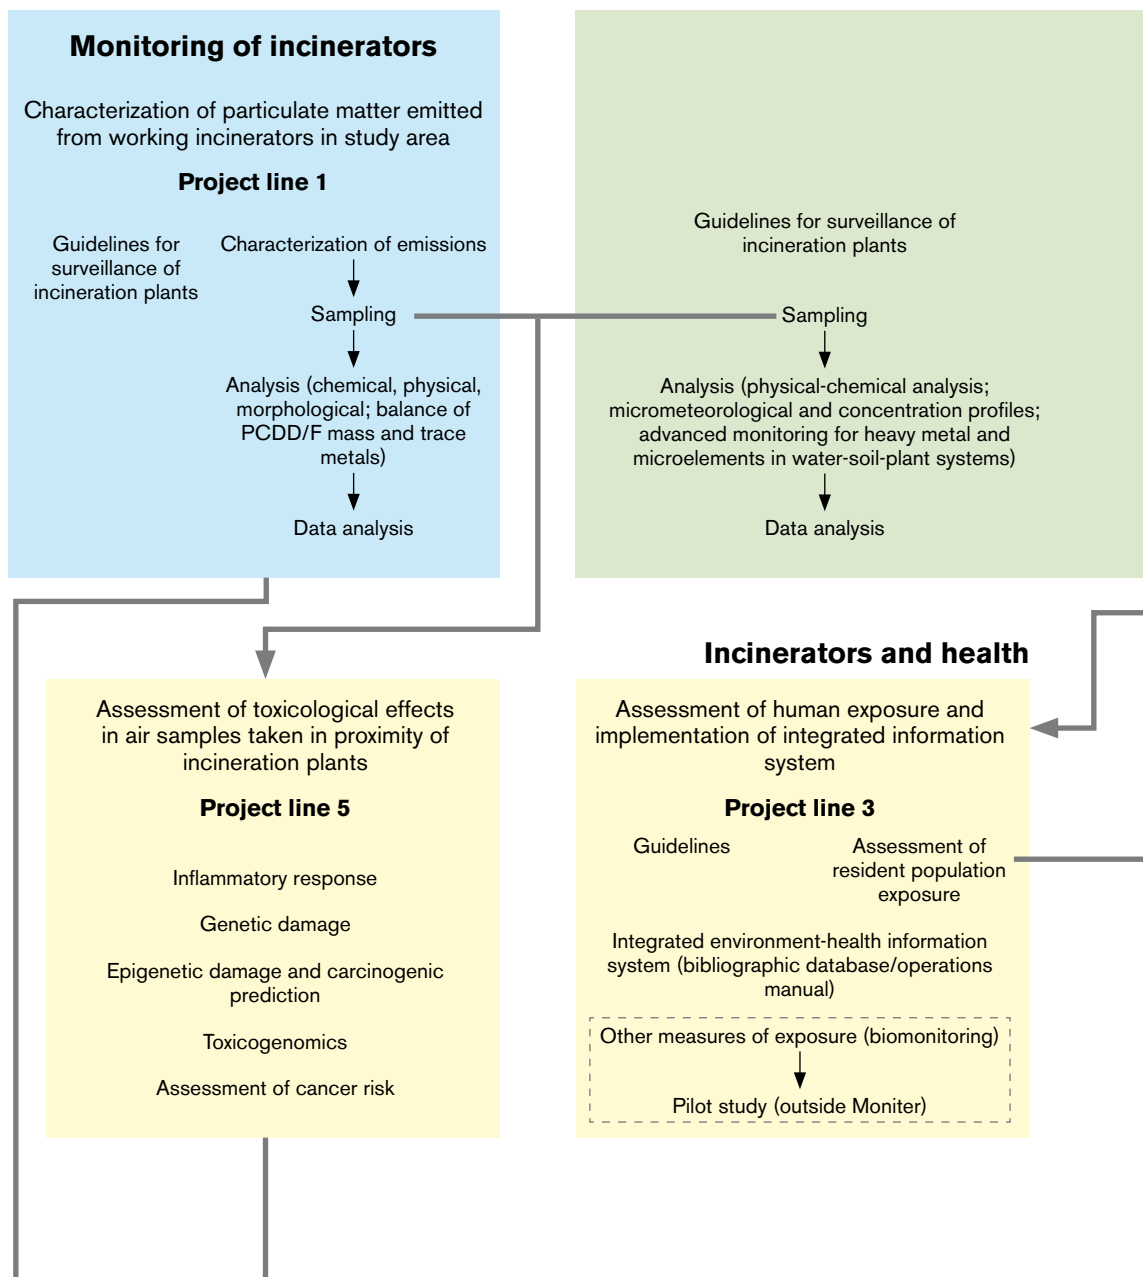 Monitoring of incinerators
Characterization of particulate matter emitted
from working incinerators in study area
Project line 1
Guidelines for
surveillance of
incineration plants
Characterization of emissions
Sampling
Analysis (chemical, physical,
morphological; balance of
PCDD/F mass and trace
metals)
Data analysis
Guidelines for surveillance of
incineration plants
Sampling
Analysis (physical-chemical analysis;
micrometeorological and concentration profiles;
advanced monitoring for heavy metal and
microelements in water-soil-plant systems)
Data analysis
Incinerators and health
Assessment of toxicological effects
in air samples taken in proximity of
incineration plants
Project line 5
Inflammatory response
Genetic damage
Epigenetic damage and carcinogenic
prediction
Toxicogenomics
Assessment of cancer risk
Assessment of human exposure and
implementation of integrated information
system
Project line 3
Guidelines
Assessment of
resident population
exposure
Integrated environment-health information
system (bibliographic database/operations
manual)
Other measures of exposure (biomonitoring)
Pilot study (outside Moniter)